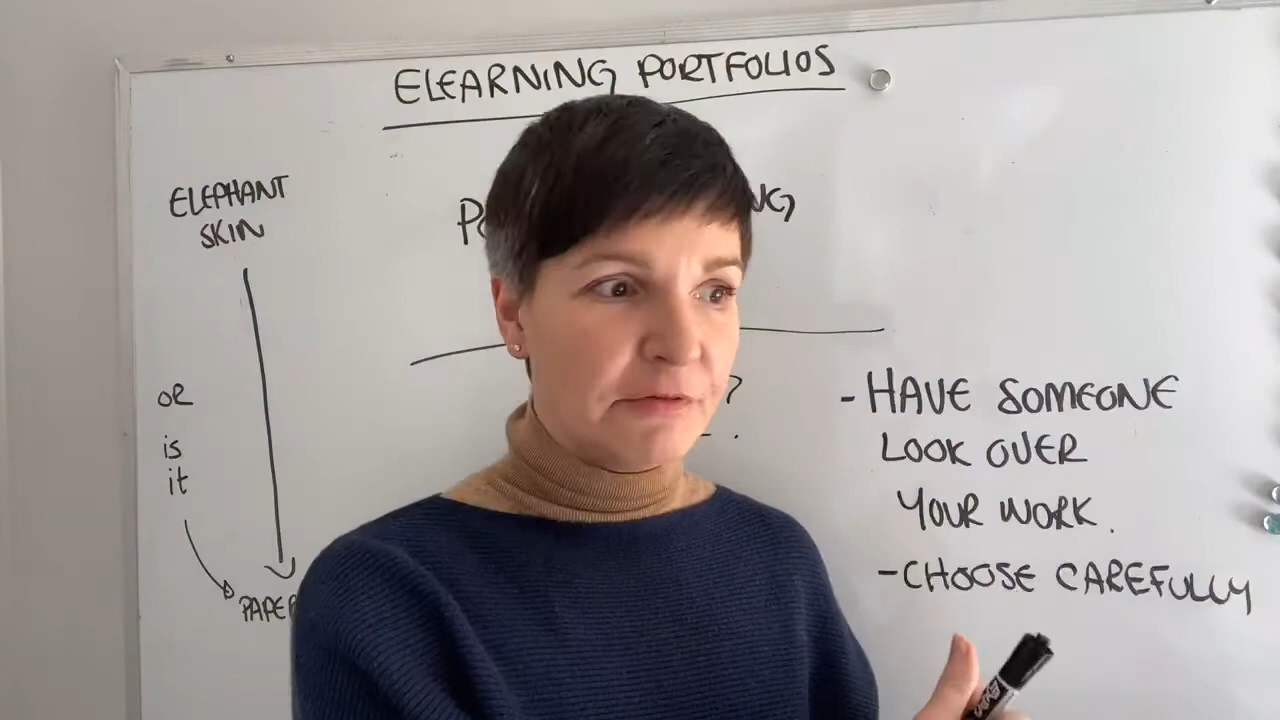 ELEARNING PORTFOLIOS
ELEPHANT
SKIN
OR
is
it
?
- HAVE SOMEONE
LOOK OVER
YOUR WORK.
- CHOOSE CAREFULLY